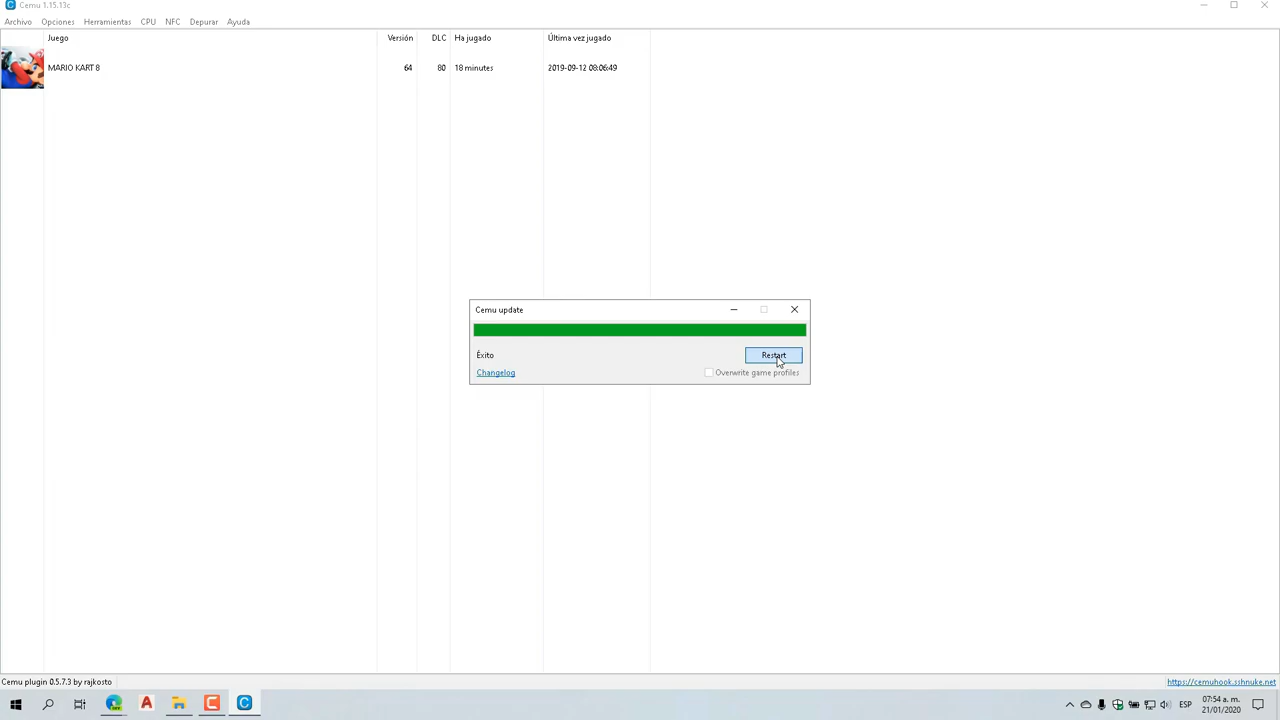 Cemu 1.15.13c
Archivo Opciones Herramientas CPU NFC Depurar Ayuda
Juego Versión DLC Ha jugado Última vez jugado
MARIO KART 8 64 80 18 minutes 2019-09-12 08:06:49
Cemu update
Éxito Restart
Changelog Overwrite game profiles
Cemu plugin 0.5.7.3 by rajkosto https://cemuhook.sshnuke.net
ESP 07:54 a. m.
21/01/2020